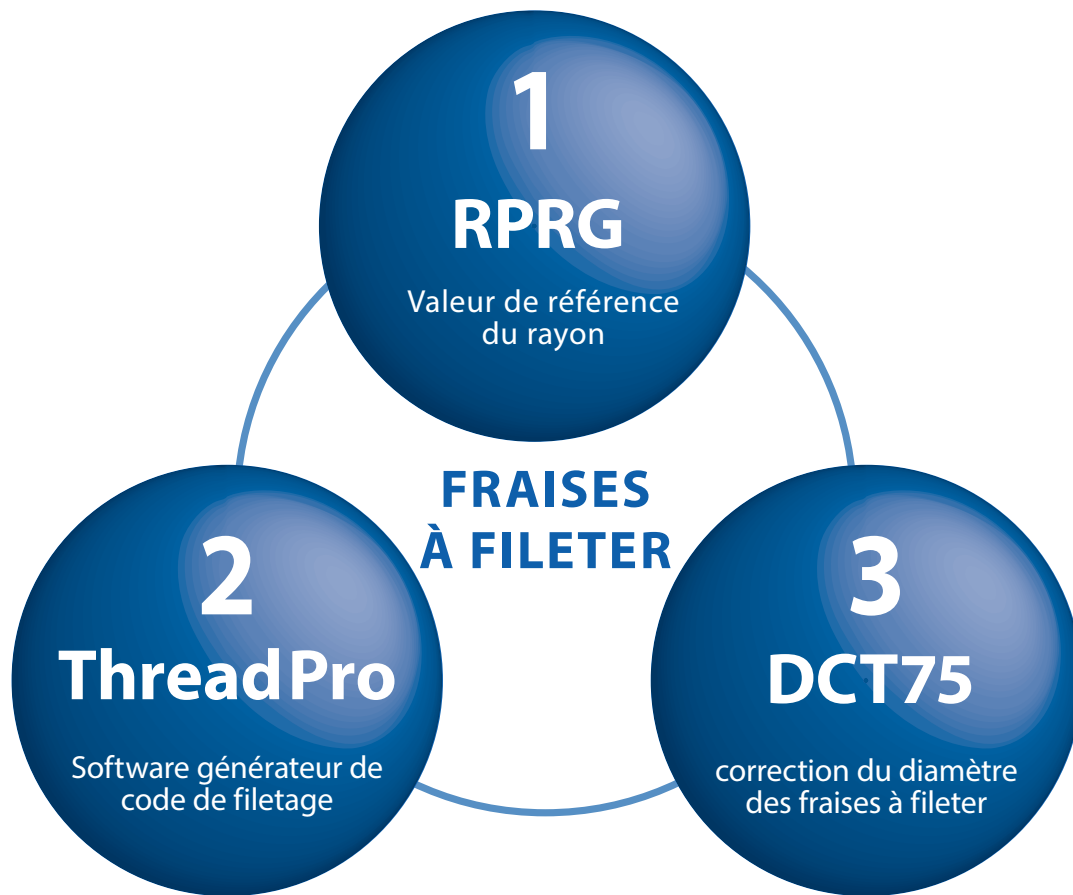 1
RPRG
Valeur de référence
du rayon
FRAISES
À FILETER
2
ThreadPro
Software générateur de
code de filetage
3
DCT75
correction du diamètre
des fraises à fileter